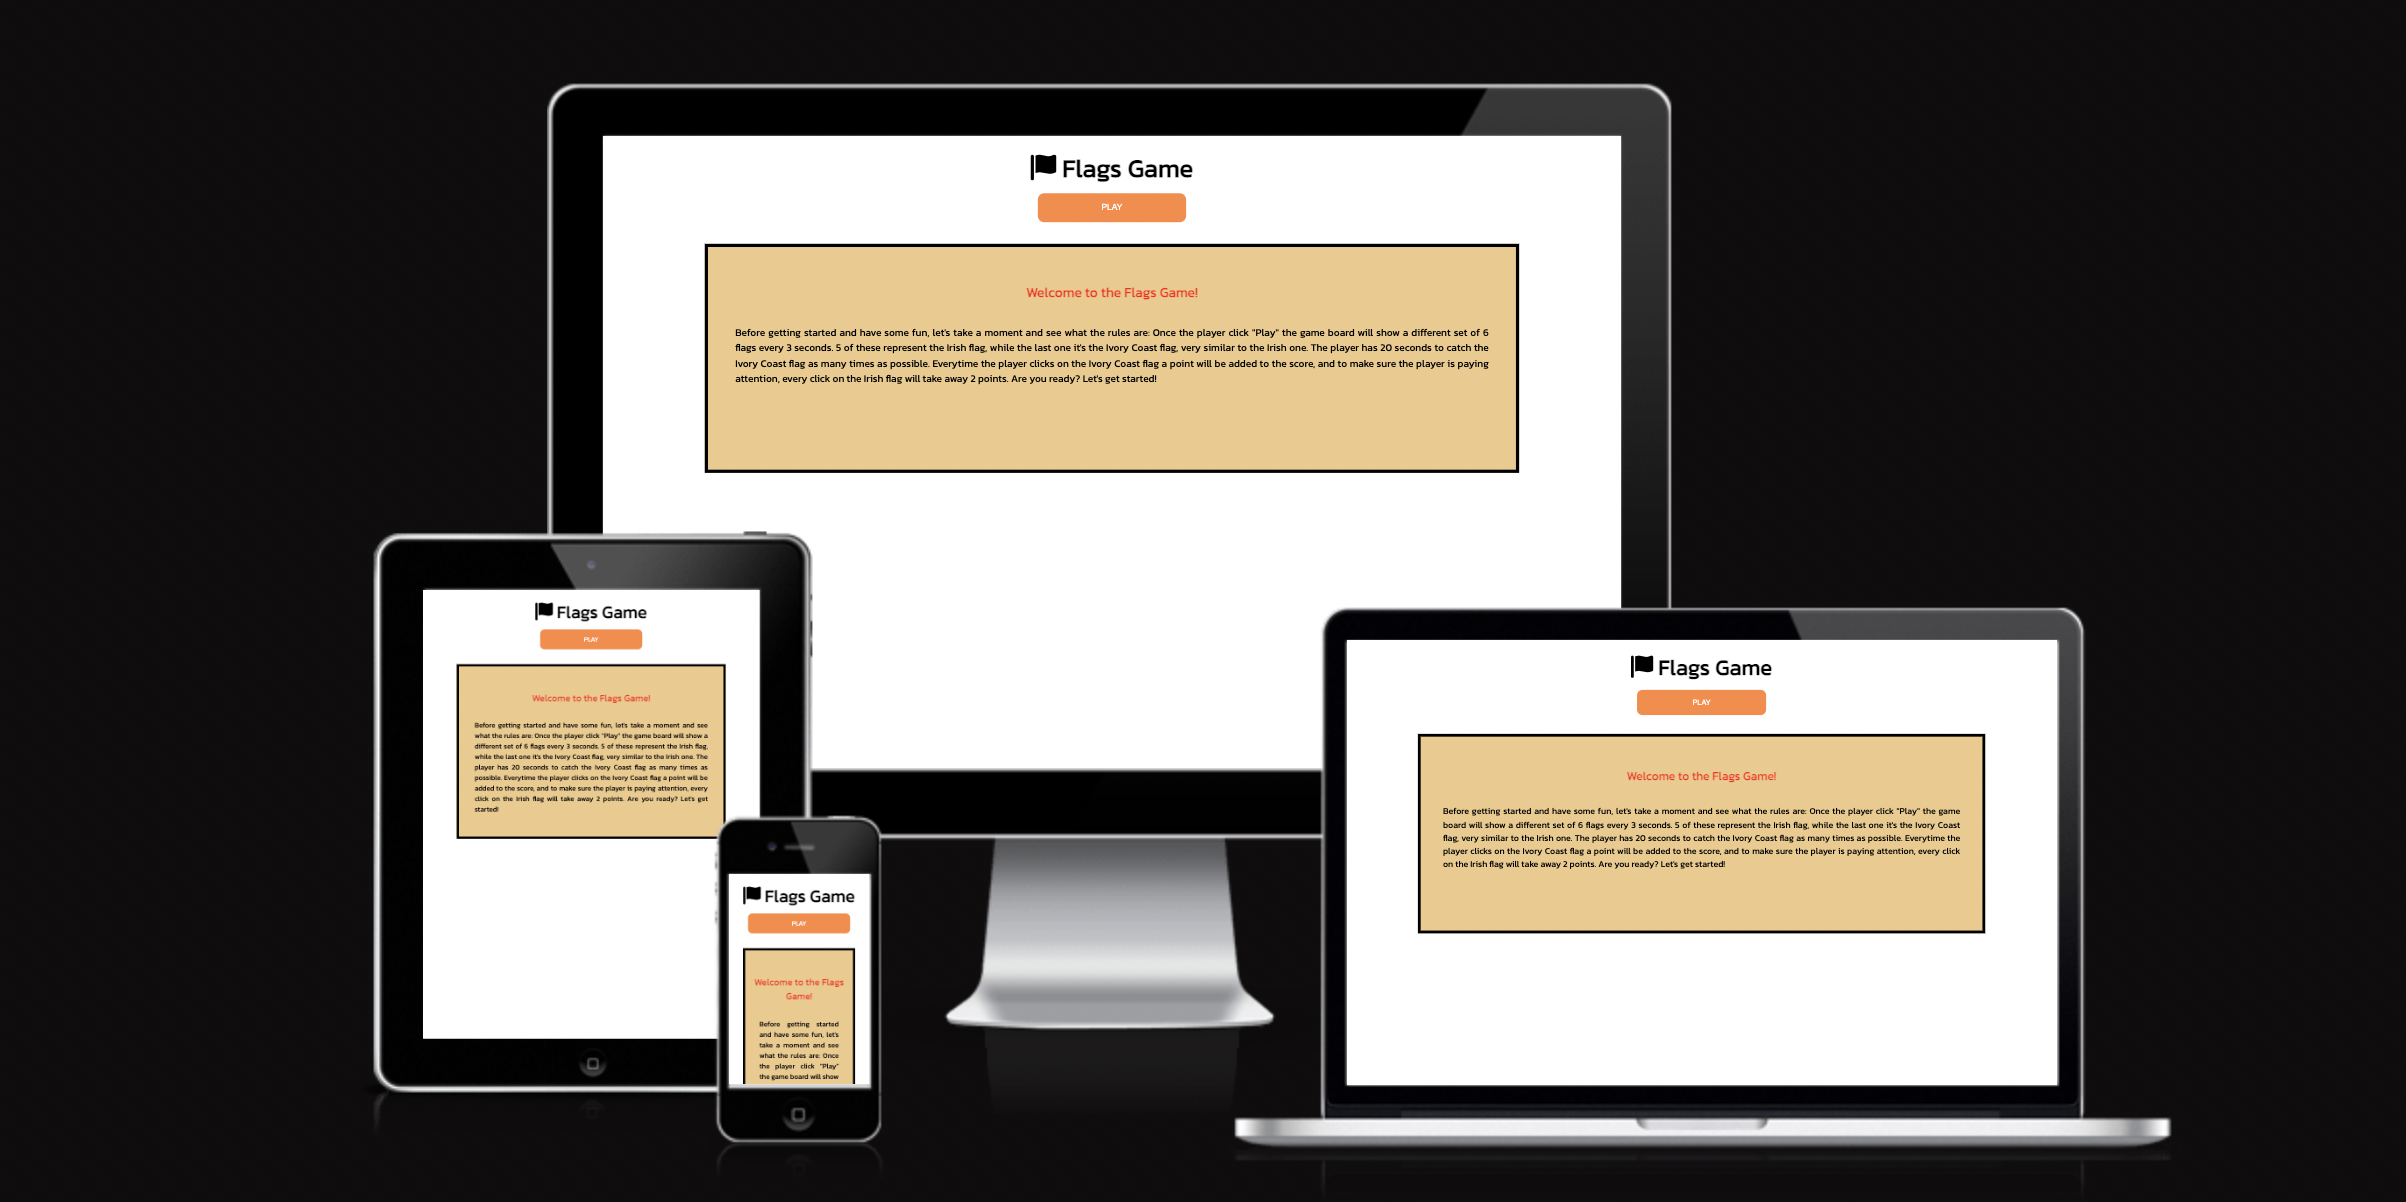 Flags Game
PLAY
Welcome to the Flags Game!
Before getting started and have some fun, let's take a moment and see what the rules are: Once the player click "Play" the game board will show a different set of 6
flags every 3 seconds. 5 of these represent the Irish flag, while the last one it's the Ivory Coast flag, very similar to the Irish one. The player has 20 seconds to catch the
Ivory Coast flag as many times as possible. Everytime the player clicks on the Ivory Coast flag a point will be added to the score, and to make sure the player is paying
attention, every click on the Irish flag will take away 2 points. Are you ready? Let's get started!
Flags Game
PLAY
Welcome to the Flags Game!
Before getting started and have some fun, let's take a moment and see
what the rules are: Once the player click "Play" the game board will show a
different set of 6 flags every 3 seconds. 5 of these represent the Irish flag,
while the last one it's the Ivory Coast flag, very similar to the Irish one. The
player has 20 seconds to catch the Ivory Coast flag as many times as
possible. Everytime the player clicks on the Ivory Coast flag a point will be
added to the score, and to make sure the player is paying attention, every
click on the Irish flag will take away 2 points. Are you ready? Let's get
started!
Flags Game
PLAY
Welcome to the Flags
Game!
Before getting started
and have some fun, let's
take a moment and see
what the rules are: Once
the player click "Play"
the game board will show
Flags Game
PLAY
Welcome to the Flags Game!
Before getting started and have some fun, let's take a moment and see what the rules are: Once the player click "Play" the game
board will show a different set of 6 flags every 3 seconds. 5 of these represent the Irish flag, while the last one it's the Ivory Coast
flag, very similar to the Irish one. The player has 20 seconds to catch the Ivory Coast flag as many times as possible. Everytime the
player clicks on the Ivory Coast flag a point will be added to the score, and to make sure the player is paying attention, every click
on the Irish flag will take away 2 points. Are you ready? Let's get started!